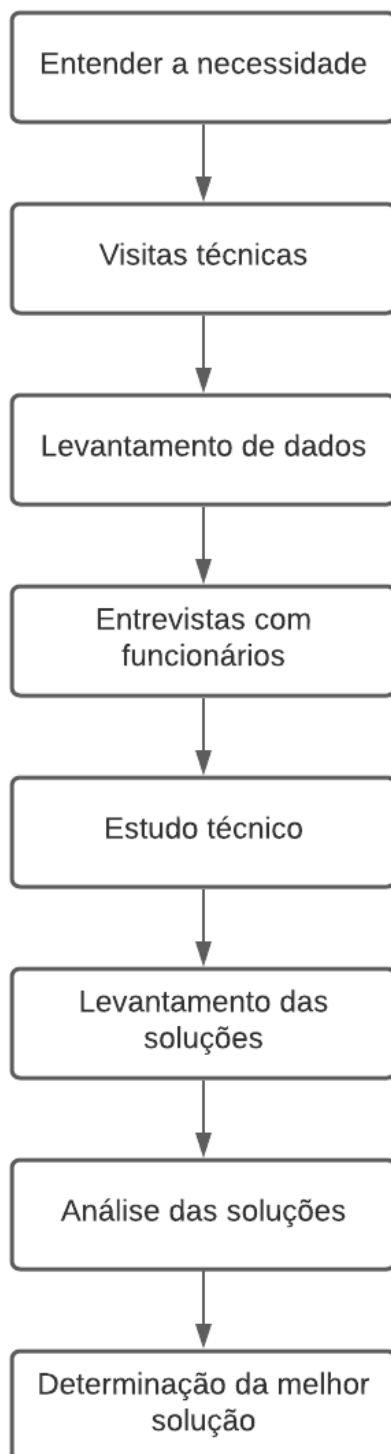 Entender a necessidade
Visitas técnicas
Levantamento de dados
Entrevistas com
funcionários
Estudo técnico
Levantamento das
soluções
Análise das soluções
Determinação da melhor
solução